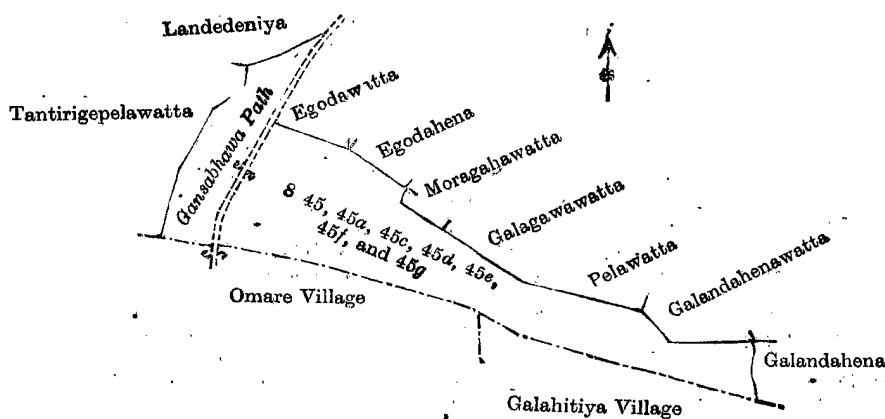 Landedeniya
Tantirigepelawatta
Gansabhawa Path
Egodawatta
Egodahena
Moragahawatta
Galagawawatta
Pelawatta
Galandahenawatta
Galandahena
8 45, 45a, 45c, 45d, 45e,
45f, and 45g
Omare Village
Galahitiya Village